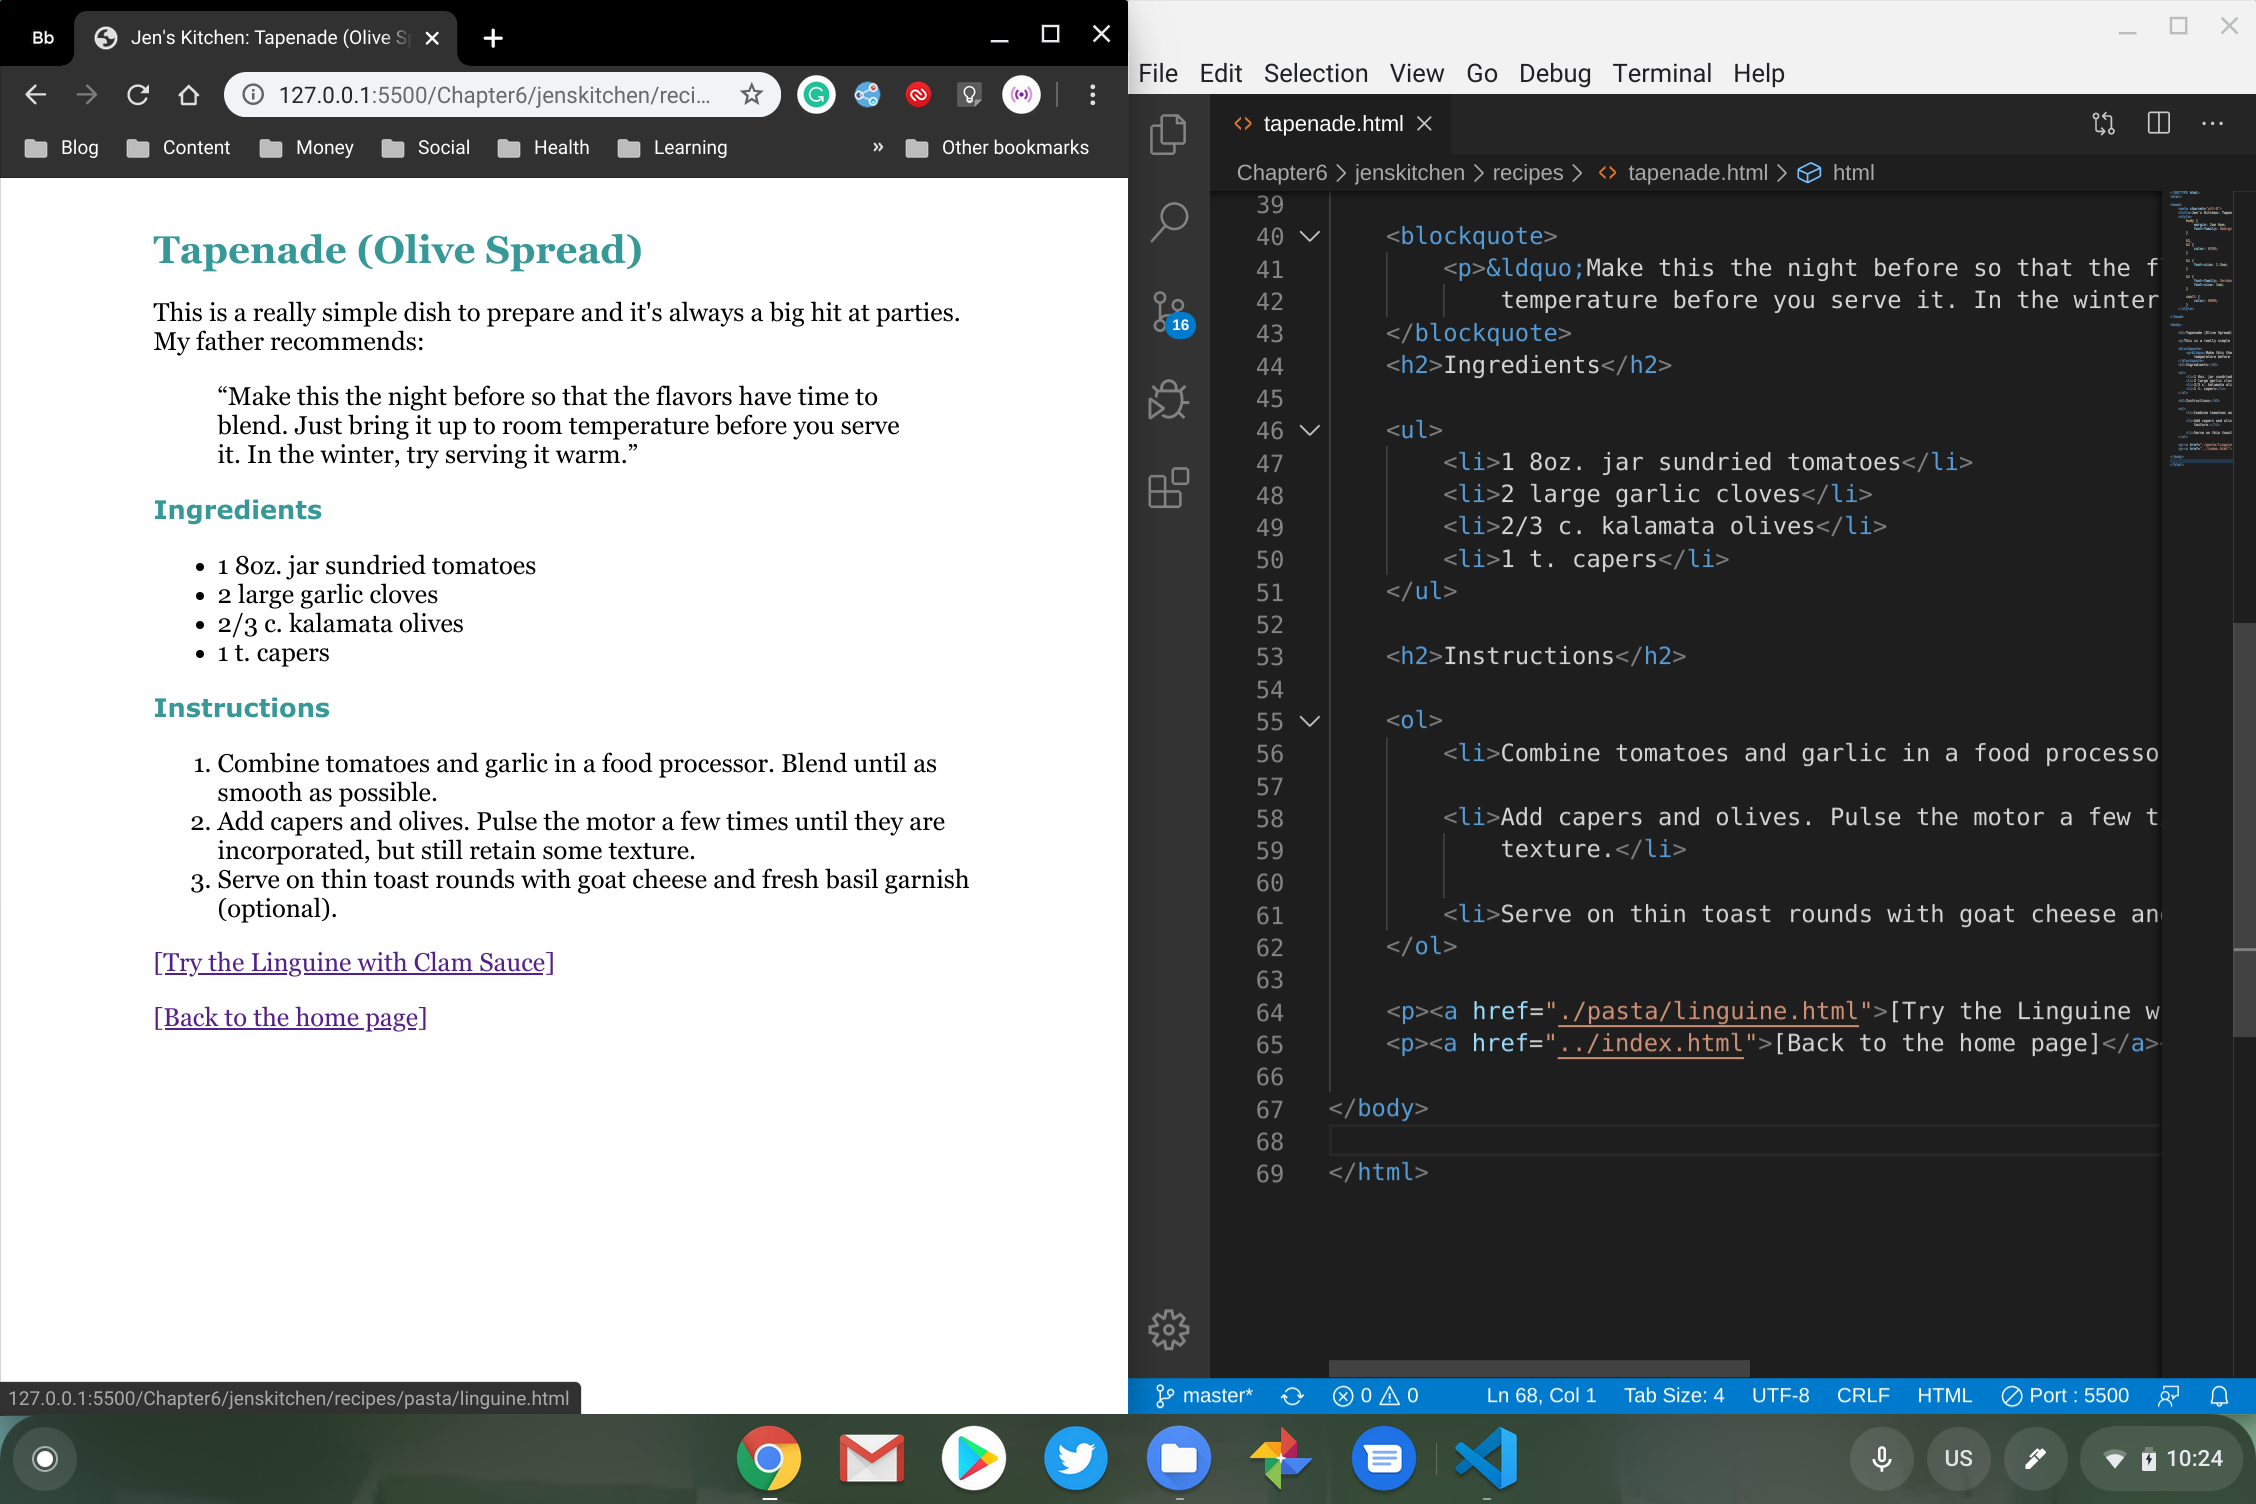 Bb
Jen's Kitchen: Tapenade (Olive S
127.0.0.1:5500/Chapter6/jenskitchen/reci...
Blog Content Money Social Health Learning » Other bookmarks
Tapenade (Olive Spread)
This is a really simple dish to prepare and it's always a big hit at parties.
My father recommends:
“Make this the night before so that the flavors have time to
blend. Just bring it up to room temperature before you serve
it. In the winter, try serving it warm.”
Ingredients
• 1 8oz. jar sundried tomatoes
• 2 large garlic cloves
• 2/3 c. kalamata olives
• 1 t. capers
Instructions
1. Combine tomatoes and garlic in a food processor. Blend until as
smooth as possible.
2. Add capers and olives. Pulse the motor a few times until they are
incorporated, but still retain some texture.
3. Serve on thin toast rounds with goat cheese and fresh basil garnish
(optional).
[Try the Linguine with Clam Sauce]
[Back to the home page]
127.0.0.1:5500/Chapter6/jenskitchen/recipes/pasta/linguine.html
File Edit Selection View Go Debug Terminal Help
tapenade.html
Chapter6 > jenskitchen > recipes > tapenade.html > html
16
39
40 <blockquote>
41 <p>&ldquo;Make this the night before so that the f
42 temperature before you serve it. In the winter
43 </blockquote>
44 <h2>Ingredients</h2>
45
46 <ul>
47 <li>1 8oz. jar sundried tomatoes</li>
48 <li>2 large garlic cloves</li>
49 <li>2/3 c. kalamata olives</li>
50 <li>1 t. capers</li>
51 </ul>
52
53 <h2>Instructions</h2>
54
55 <ol>
56 <li>Combine tomatoes and garlic in a food processo
57
58 <li>Add capers and olives. Pulse the motor a few t
59 texture.</li>
60
61 <li>Serve on thin toast rounds with goat cheese an
62 </ol>
63
64 <p><a href="./pasta/linguine.html">[Try the Linguine w
65 <p><a href="../index.html">[Back to the home page]</a>
66
67 </body>
68
69 </html>
master* 0 0 Ln 68, Col 1 Tab Size: 4 UTF-8 CRLF HTML Port : 5500
US 10:24